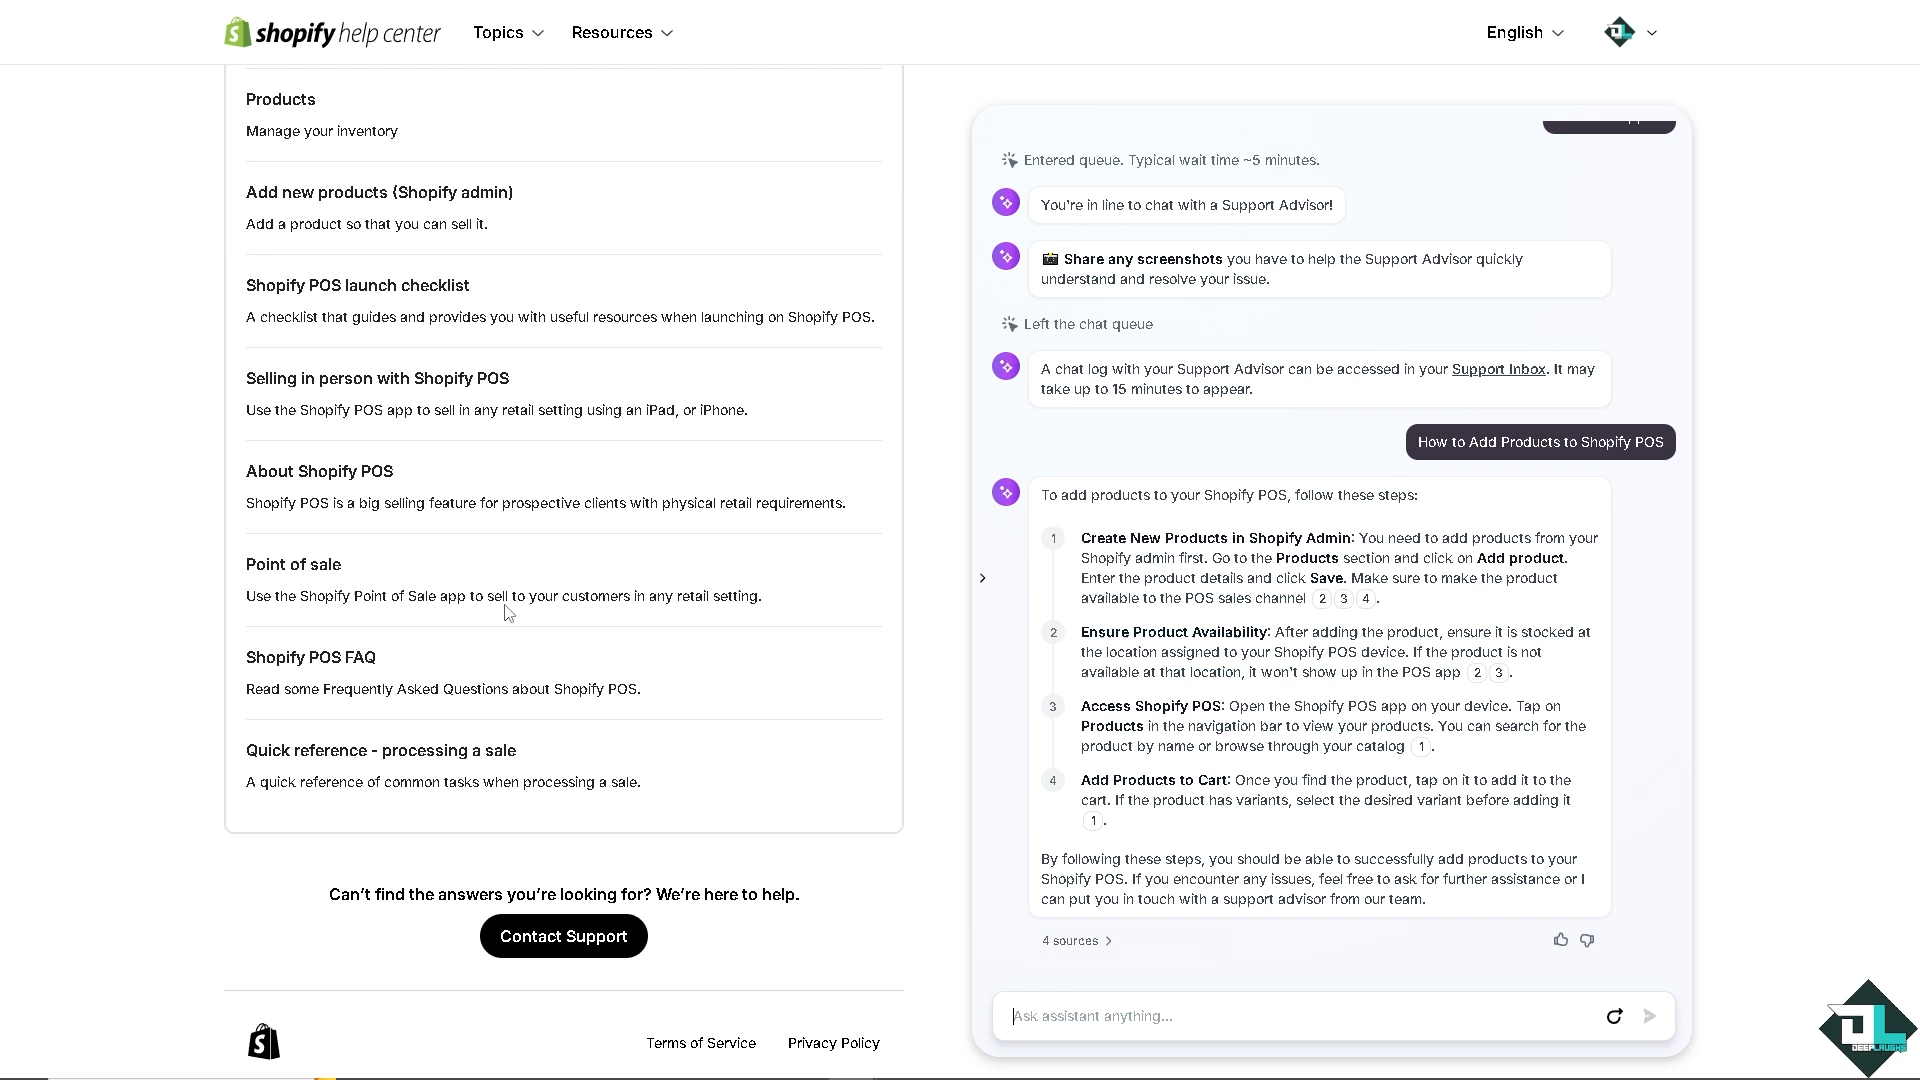 shopify help center
Topics
Resources
English
Products
Manage your inventory
Add new products (Shopify admin)
Add a product so that you can sell it.
Shopify POS launch checklist
A checklist that guides and provides you with useful resources when launching on Shopify POS.
Selling in person with Shopify POS
Use the Shopify POS app to sell in any retail setting using an iPad, or iPhone.
About Shopify POS
Shopify POS is a big selling feature for prospective clients with physical retail requirements.
Point of sale
Use the Shopify Point of Sale app to sell to your customers in any retail setting.
Shopify POS FAQ
Read some Frequently Asked Questions about Shopify POS.
Quick reference - processing a sale
A quick reference of common tasks when processing a sale.
Can't find the answers you're looking for? We're here to help.
Contact Support
Terms of Service
Privacy Policy
Entered queue. Typical wait time ~5 minutes.
You're in line to chat with a Support Advisor!
Share any screenshots you have to help the Support Advisor quickly
understand and resolve your issue.
Left the chat queue
A chat log with your Support Advisor can be accessed in your Support Inbox. It may
take up to 15 minutes to appear.
How to Add Products to Shopify POS
To add products to your Shopify POS, follow these steps:
1 Create New Products in Shopify Admin: You need to add products from your
Shopify admin first. Go to the Products section and click on Add product.
Enter the product details and click Save. Make sure to make the product
available to the POS sales channel 2 3 4.
2 Ensure Product Availability: After adding the product, ensure it is stocked at
the location assigned to your Shopify POS device. If the product is not
available at that location, it won't show up in the POS app 2 3.
3 Access Shopify POS: Open the Shopify POS app on your device. Tap on
Products in the navigation bar to view your products. You can search for the
product by name or browse through your catalog 1.
4 Add Products to Cart: Once you find the product, tap on it to add it to the
cart. If the product has variants, select the desired variant before adding it
1.
By following these steps, you should be able to successfully add products to your
Shopify POS. If you encounter any issues, feel free to ask for further assistance or I
can put you in touch with a support advisor from our team.
4 sources
Ask assistant anything...
DL
DEEPLAUGHS